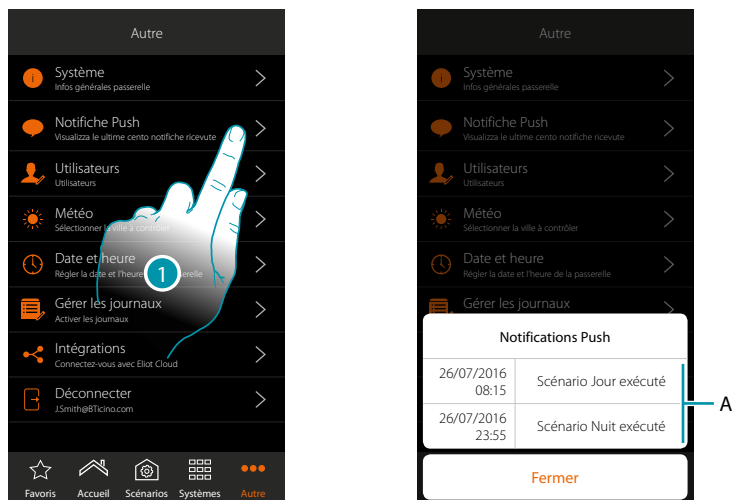 Autre
Système
Infos générales passerelle
Notifiche Push
Visualizza le ultime cento notifiche ricevute
Utilisateurs
Utilisateurs
Météo
Sélectionner la ville à contrôler
Date et heure
Régler la date et l'heure erelle
1
Gérer les journaux
Activer les journaux
Intégrations
Connectez-vous avec Eliot Cloud
Déconnecter
J.Smith@BTicino.com
Favoris Accueil Scénarios Systèmes Autre
Autre
Système
Infos générales passerelle
Notifiche Push
Visualizza le ultime cento notifiche ricevute
Utilisateurs
Utilisateurs
Météo
Sélectionner la ville à contrôler
Date et heure
Régler la date et l'heure de la passerelle
Gérer les journaux
Notifications Push
26/07/2016
08:15
Scénario Jour exécuté
26/07/2016
23:55
Scénario Nuit exécuté
A
Fermer